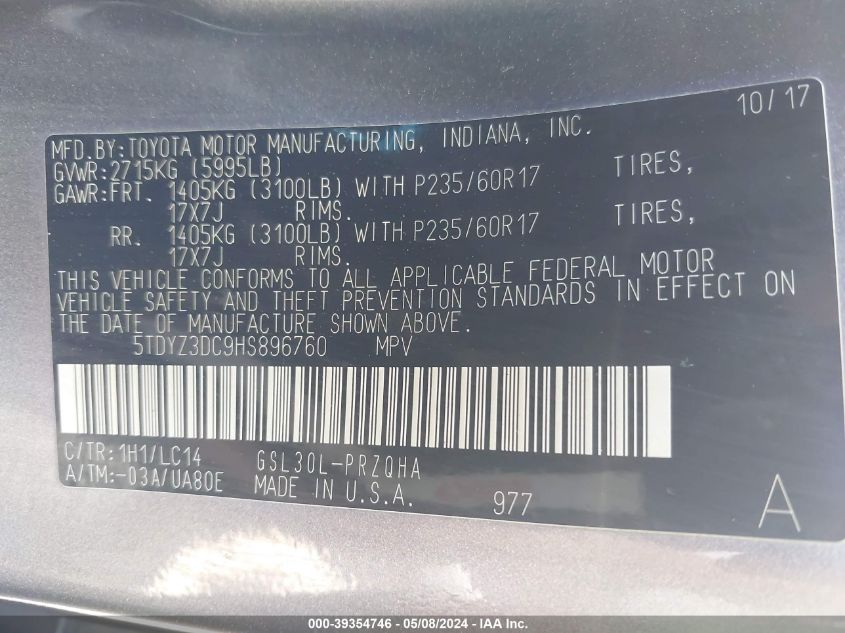 10/17
MFD.BY:TOYOTA MOTOR MANUFACTURING, INDIANA, INC.
GVWR:2715KG (5995LB)
GAWR:FRT. 1405KG (3100LB) WITH P235/60R17 TIRES,
17X7J RIMS.
RR. 1405KG (3100LB) WITH P235/60R17 TIRES,
17X7J RIMS.
THIS VEHICLE CONFORMS TO ALL APPLICABLE FEDERAL MOTOR
VEHICLE SAFETY AND THEFT PREVENTION STANDARDS IN EFFECT ON
THE DATE OF MANUFACTURE SHOWN ABOVE.
5TDYZ3DC9HS896760 MPV
C/TR:1H1/LC14 GSL30L-PRZQHA
A/TM:-03A/UA80E MADE IN U.S.A. 977 A
000-39354746 - 05/08/2024 - IAA Inc.